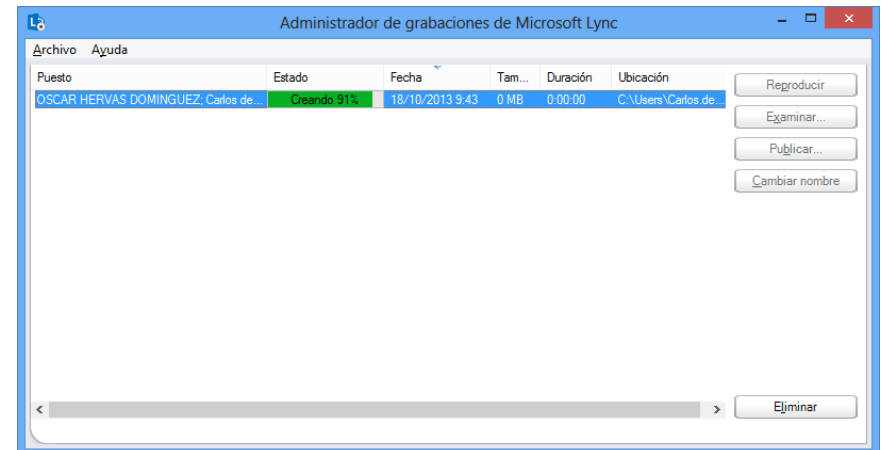 Administrador de grabaciones de Microsoft Lync
Archivo Ayuda
Puesto Estado Fecha Tam... Duración Ubicación
OSCAR HERVAS DOMINGUEZ; Carlos de... Creando 91% 18/10/2013 9:43 0 MB 0:00:00 C:\Users\Carlos.de...
Reproducir
Examinar...
Publicar...
Cambiar nombre
Eliminar